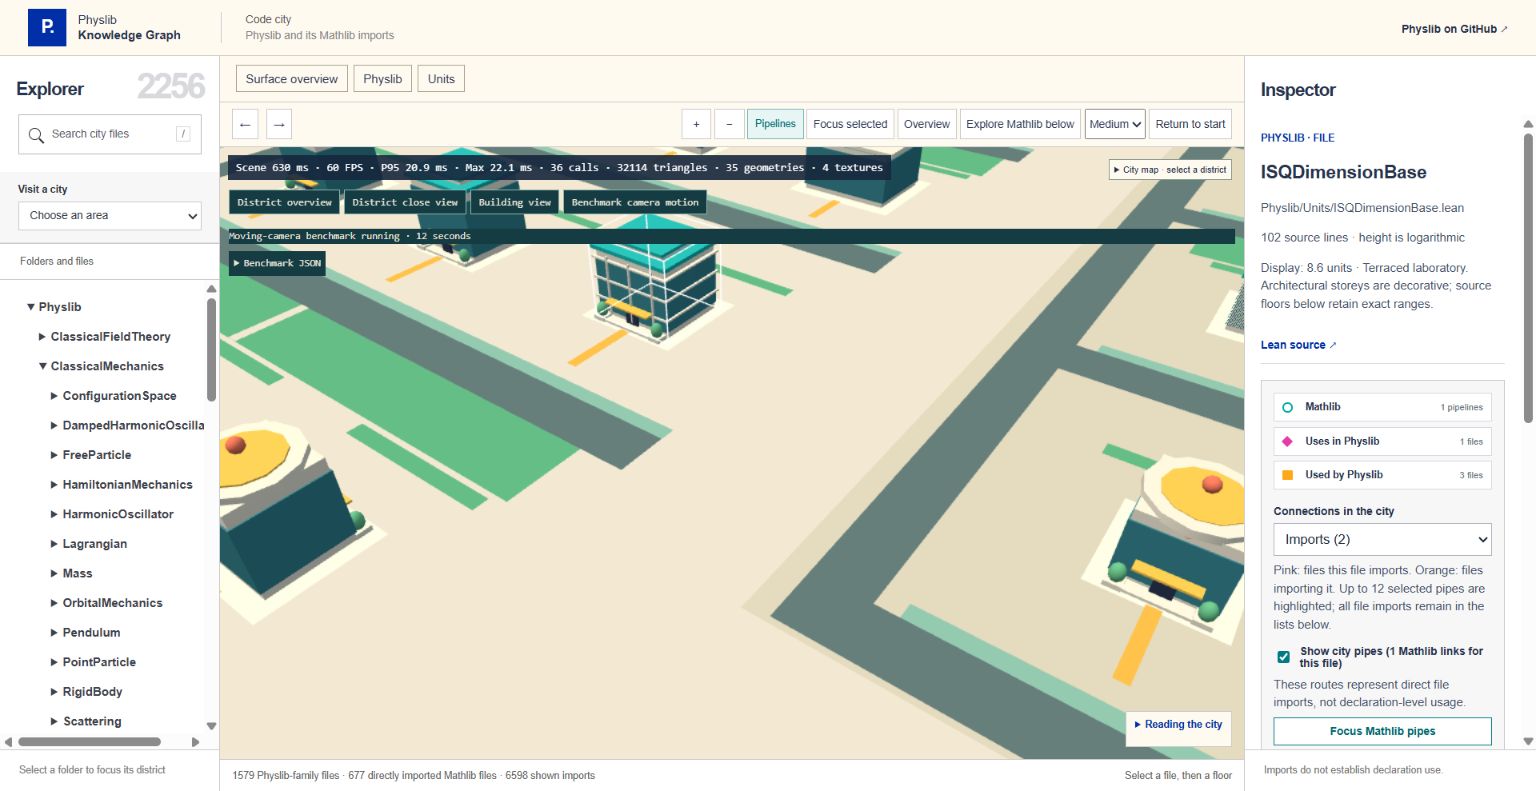 P.
Physlib
Knowledge Graph
Code city
Physlib and its Mathlib imports
Physlib on GitHub ↗
Explorer
2256
Search city files
/
Visit a city
Choose an area
Folders and files
▼ Physlib
▶ ClassicalFieldTheory
▼ ClassicalMechanics
▶ ConfigurationSpace
▶ DampedHarmonicOscilla
▶ FreeParticle
▶ HamiltonianMechanics
▶ HarmonicOscillator
▶ Lagrangian
▶ Mass
▶ OrbitalMechanics
▶ Pendulum
▶ PointParticle
▶ RigidBody
▶ Scattering
Select a folder to focus its district
Surface overview
Physlib
Units
← →
+ − Pipelines Focus selected Overview Explore Mathlib below Medium Return to start
Scene 630 ms · 60 FPS · P95 20.9 ms · Max 22.1 ms · 36 calls · 32114 triangles · 35 geometries · 4 textures
▶ City map · select a district
District overview District close view Building view Benchmark camera motion
Moving-camera benchmark running · 12 seconds
▶ Benchmark JSON
▶ Reading the city
1579 Physlib-family files · 677 directly imported Mathlib files · 6598 shown imports
Select a file, then a floor
Inspector
PHYSLIB · FILE
ISQDimensionBase
Physlib/Units/ISQDimensionBase.lean
102 source lines · height is logarithmic
Display: 8.6 units · Terraced laboratory.
Architectural storeys are decorative; source
floors below retain exact ranges.
Lean source ↗
Mathlib 1 pipelines
Uses in Physlib 1 files
Used by Physlib 3 files
Connections in the city
Imports (2)
Pink: files this file imports. Orange: files
importing it. Up to 12 selected pipes are
highlighted; all file imports remain in the
lists below.
Show city pipes (1 Mathlib links for
this file)
These routes represent direct file
imports, not declaration-level usage.
Focus Mathlib pipes
Imports do not establish declaration use.